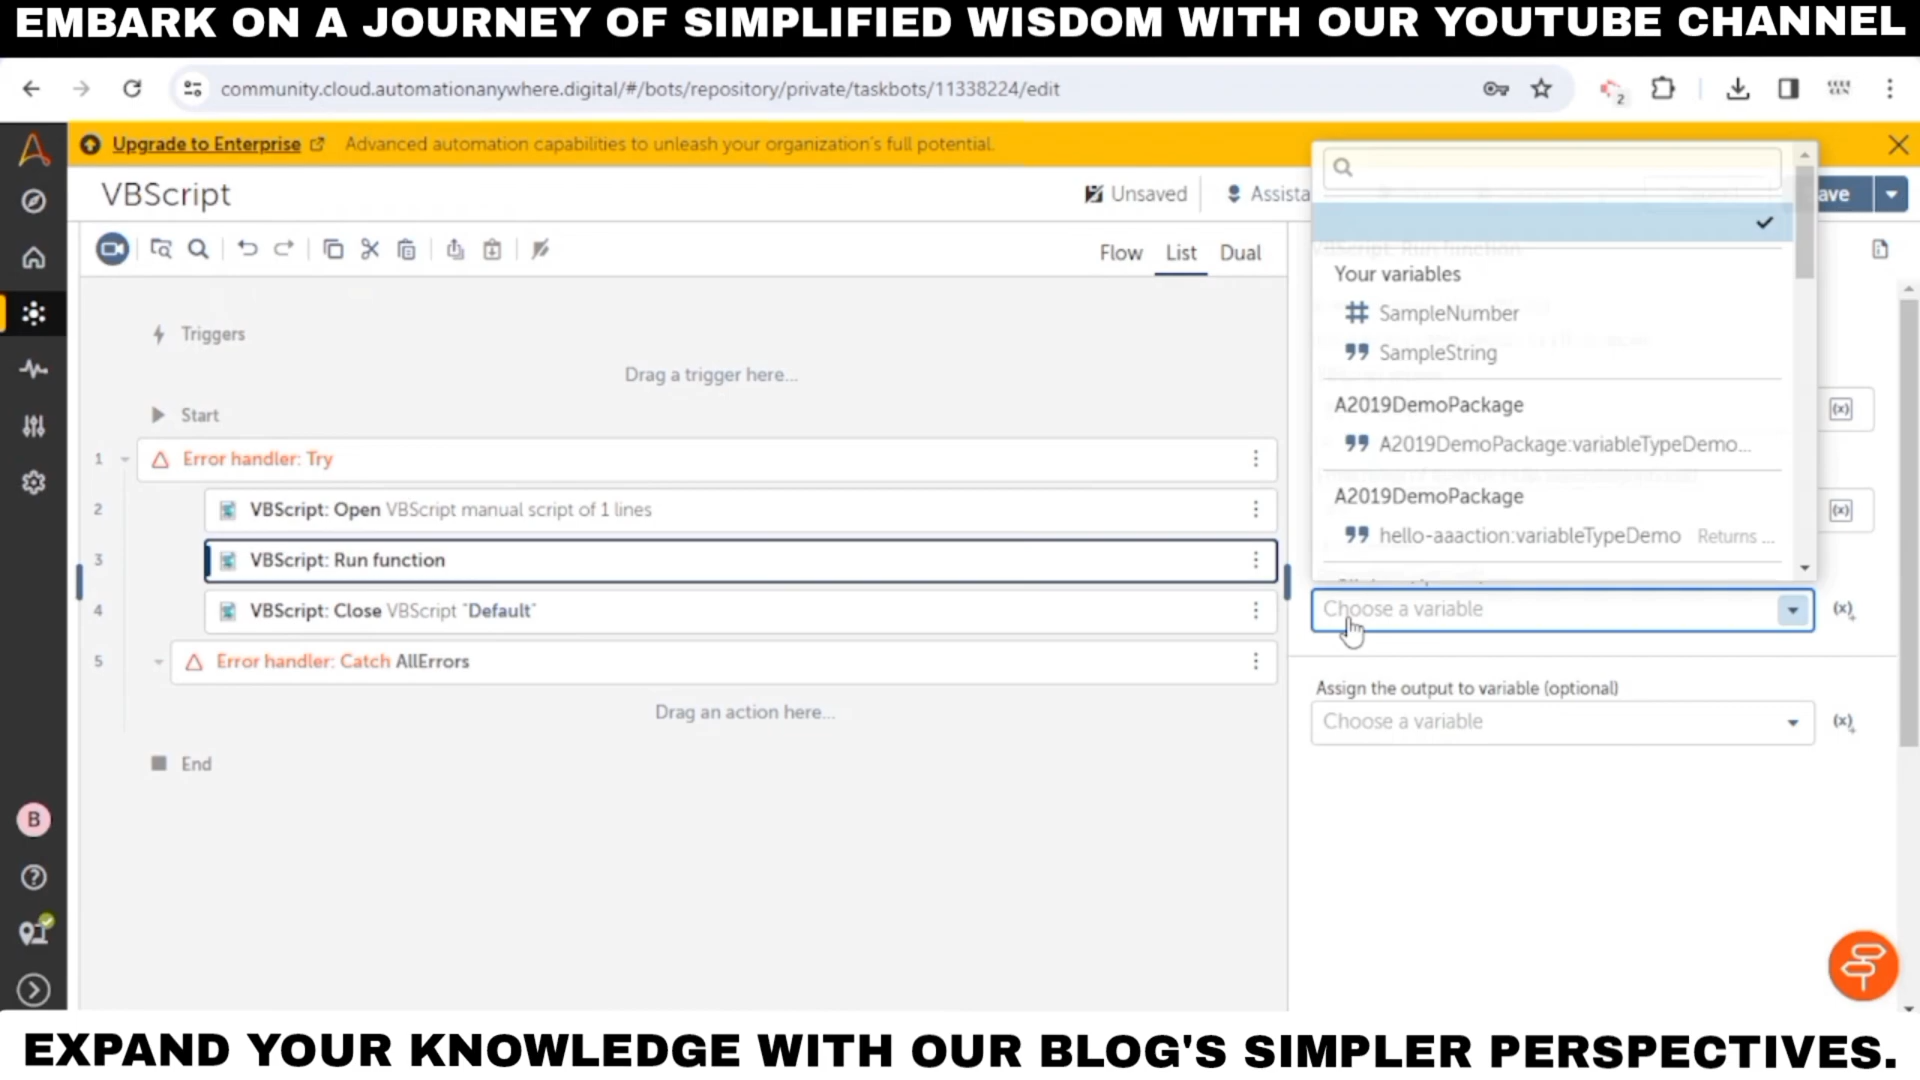 EMBARK ON A JOURNEY OF SIMPLIFIED WISDOM WITH OUR YOUTUBE CHANNEL
community.cloud.automationanywhere.digital/#/bots/repository/private/taskbots/11338224/edit
2
Upgrade to Enterprise
Advanced automation capabilities to unleash your organization's full potential.
VBScript
Unsaved
Assista
ave
Flow
List
Dual
VBScript: Run function
Triggers
Drag a trigger here...
Start
1 Error handler: Try
2 VBScript: Open VBScript manual script of 1 lines
3 VBScript: Run function
4 VBScript: Close VBScript "Default"
5 Error handler: Catch AllErrors
Drag an action here...
End
B
Your variables
SampleNumber
SampleString
A2019DemoPackage
A2019DemoPackage:variableTypeDemo...
(x)
A2019DemoPackage
(x)
hello-aaaction:variableTypeDemo Returns ...
Choose a variable
(x)
Assign the output to variable (optional)
Choose a variable
(x)
EXPAND YOUR KNOWLEDGE WITH OUR BLOG'S SIMPLER PERSPECTIVES.